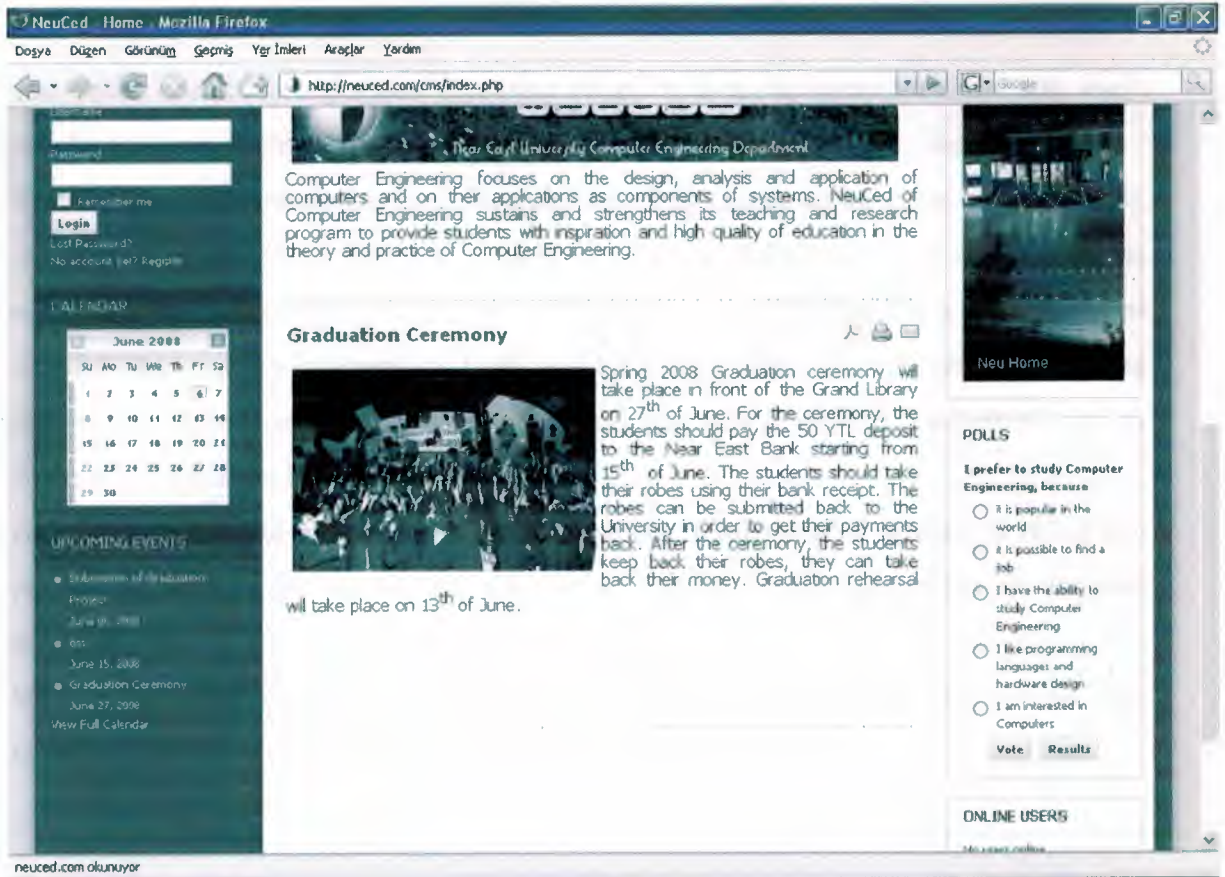 NeuCed - Home - Mozilla Firefox
Dosya Düzen Görünüm Geçmiş Yer İmleri Araçlar Yardım
http://neuced.com/cms/index.php
Google
Username
Password
Remember me
Login
Lost Password?
No account yet? Register
CALENDAR
June 2008
Su Mo Tu We Th Fr Sa
1 2 3 4 5 6 7
8 9 10 11 12 13 14
15 16 17 18 19 20 21
22 23 24 25 26 27 28
29 30
UPCOMING EVENTS
Submission of Graduation
Project
June 2008
June 15, 2008
Graduation Ceremony
June 27, 2008
View Full Calendar
Near East University Computer Engineering Department
Computer Engineering focuses on the design, analysis and application of
computers and on ther applications as components of systems. NeuCed of
Computer Engineering sustains and strengthens its teaching and research
program to provide students with inspiration and high quality of education in the
theory and practice of Computer Engineering.
Graduation Ceremony
Spring 2008 Graduation ceremony will
take place in front of the Grand Library
on 27th of June. For the ceremony, the
students should pay the 50 YTL deposit
to the Near East Bank starting from
15th of June. The students should take
their robes using their bank receipt. The
robes can be submitted back to the
University in order to get their payments
back. After the ceremony, the students
keep back their robes, they can take
back their money. Graduation rehearsal
will take place on 13th of June.
Neu Home
POLLS
I prefer to study Computer
Engineering, because
it is popular in the
world
it is possible to find a
job
I have the ability to
study Computer
Engineering
I like programming
languages and
hardware design
I am interested in
Computers
Vote Results
ONLINE USERS
No users online
neuced.com okunuyor